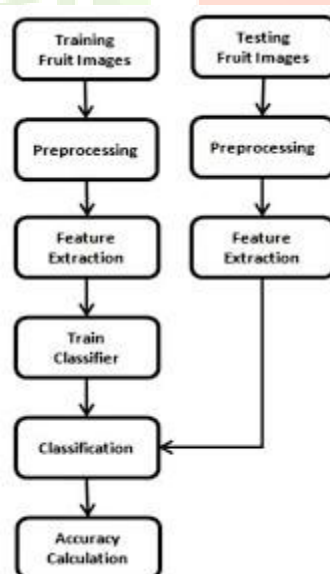 Training
Fruit Images
Preprocessing
Feature
Extraction
Train
Classifier
Classification
Accuracy
Calculation
Testing
Fruit Images
Preprocessing
Feature
Extraction